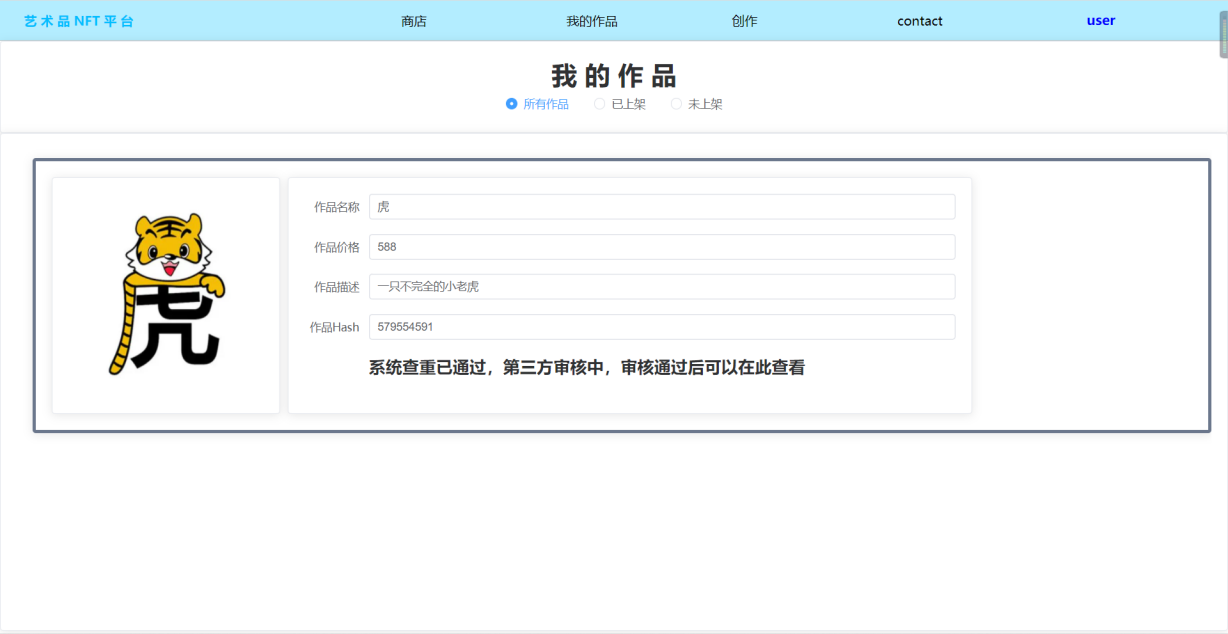 艺 术 品 NFT 平 台 商店 我的作品 创作 contact user
我 的 作 品
所有作品 已上架 未上架
作品名称 虎
作品价格 588
作品描述 一只不完全的小老虎
作品Hash 579554591
系统查重已通过，第三方审核中，审核通过后可以在此查看
虎